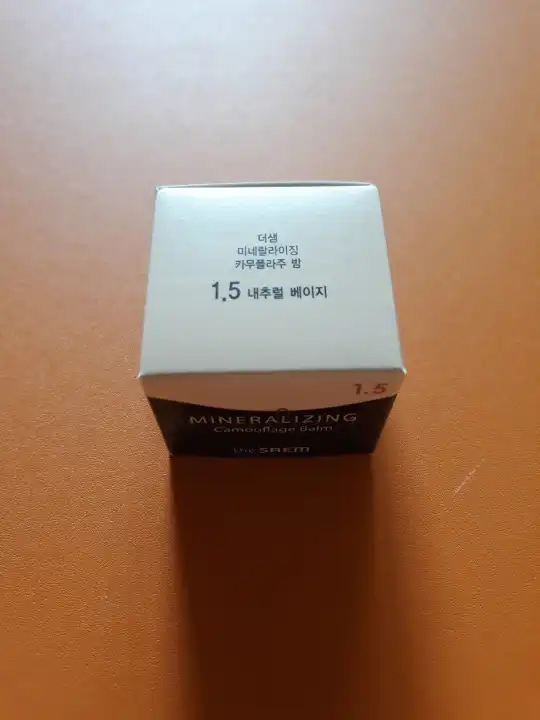 더샘
미네랄라이징
카무플라주 밤
1.5 내추럴 베이지
1.5
MINERALIZING
Camouflage Balm
the SAEM